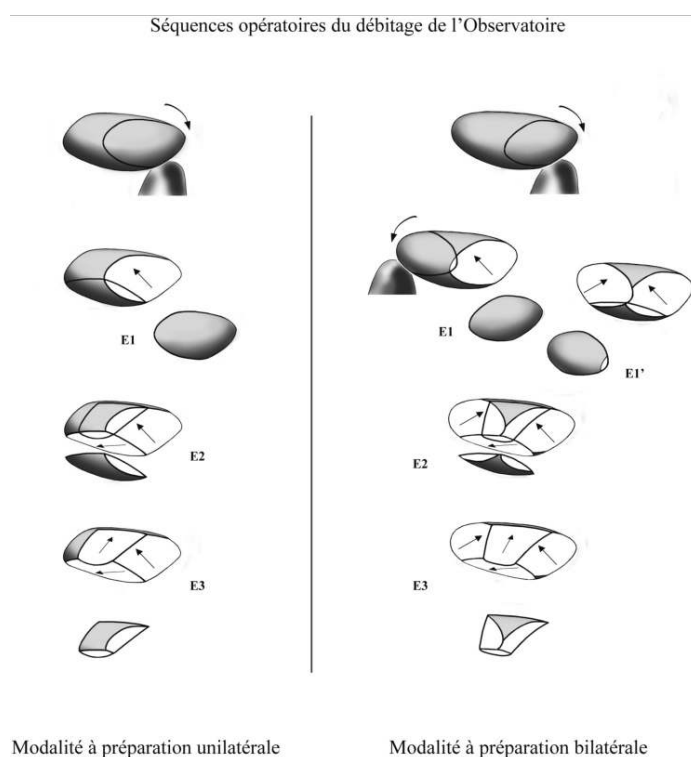 Séquences opératoires du débitage de l’Observatoire
E1
E1
E1’
E2
E2
E3
E3
Modalité à préparation unilatérale
Modalité à préparation bilatérale